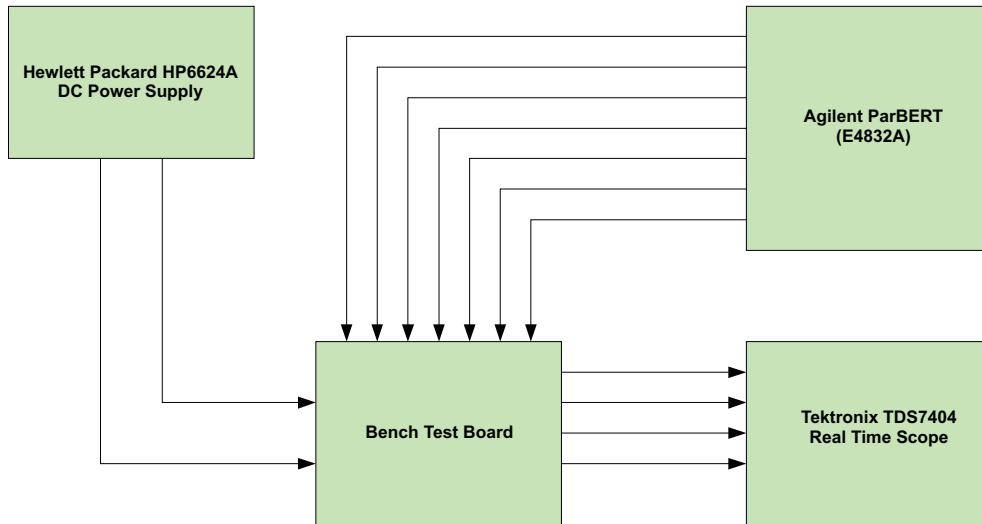 Hewlett Packard HP6624A
DC Power Supply
Agilent ParBERT
(E4832A)
Bench Test Board
Tektronix TDS7404
Real Time Scope